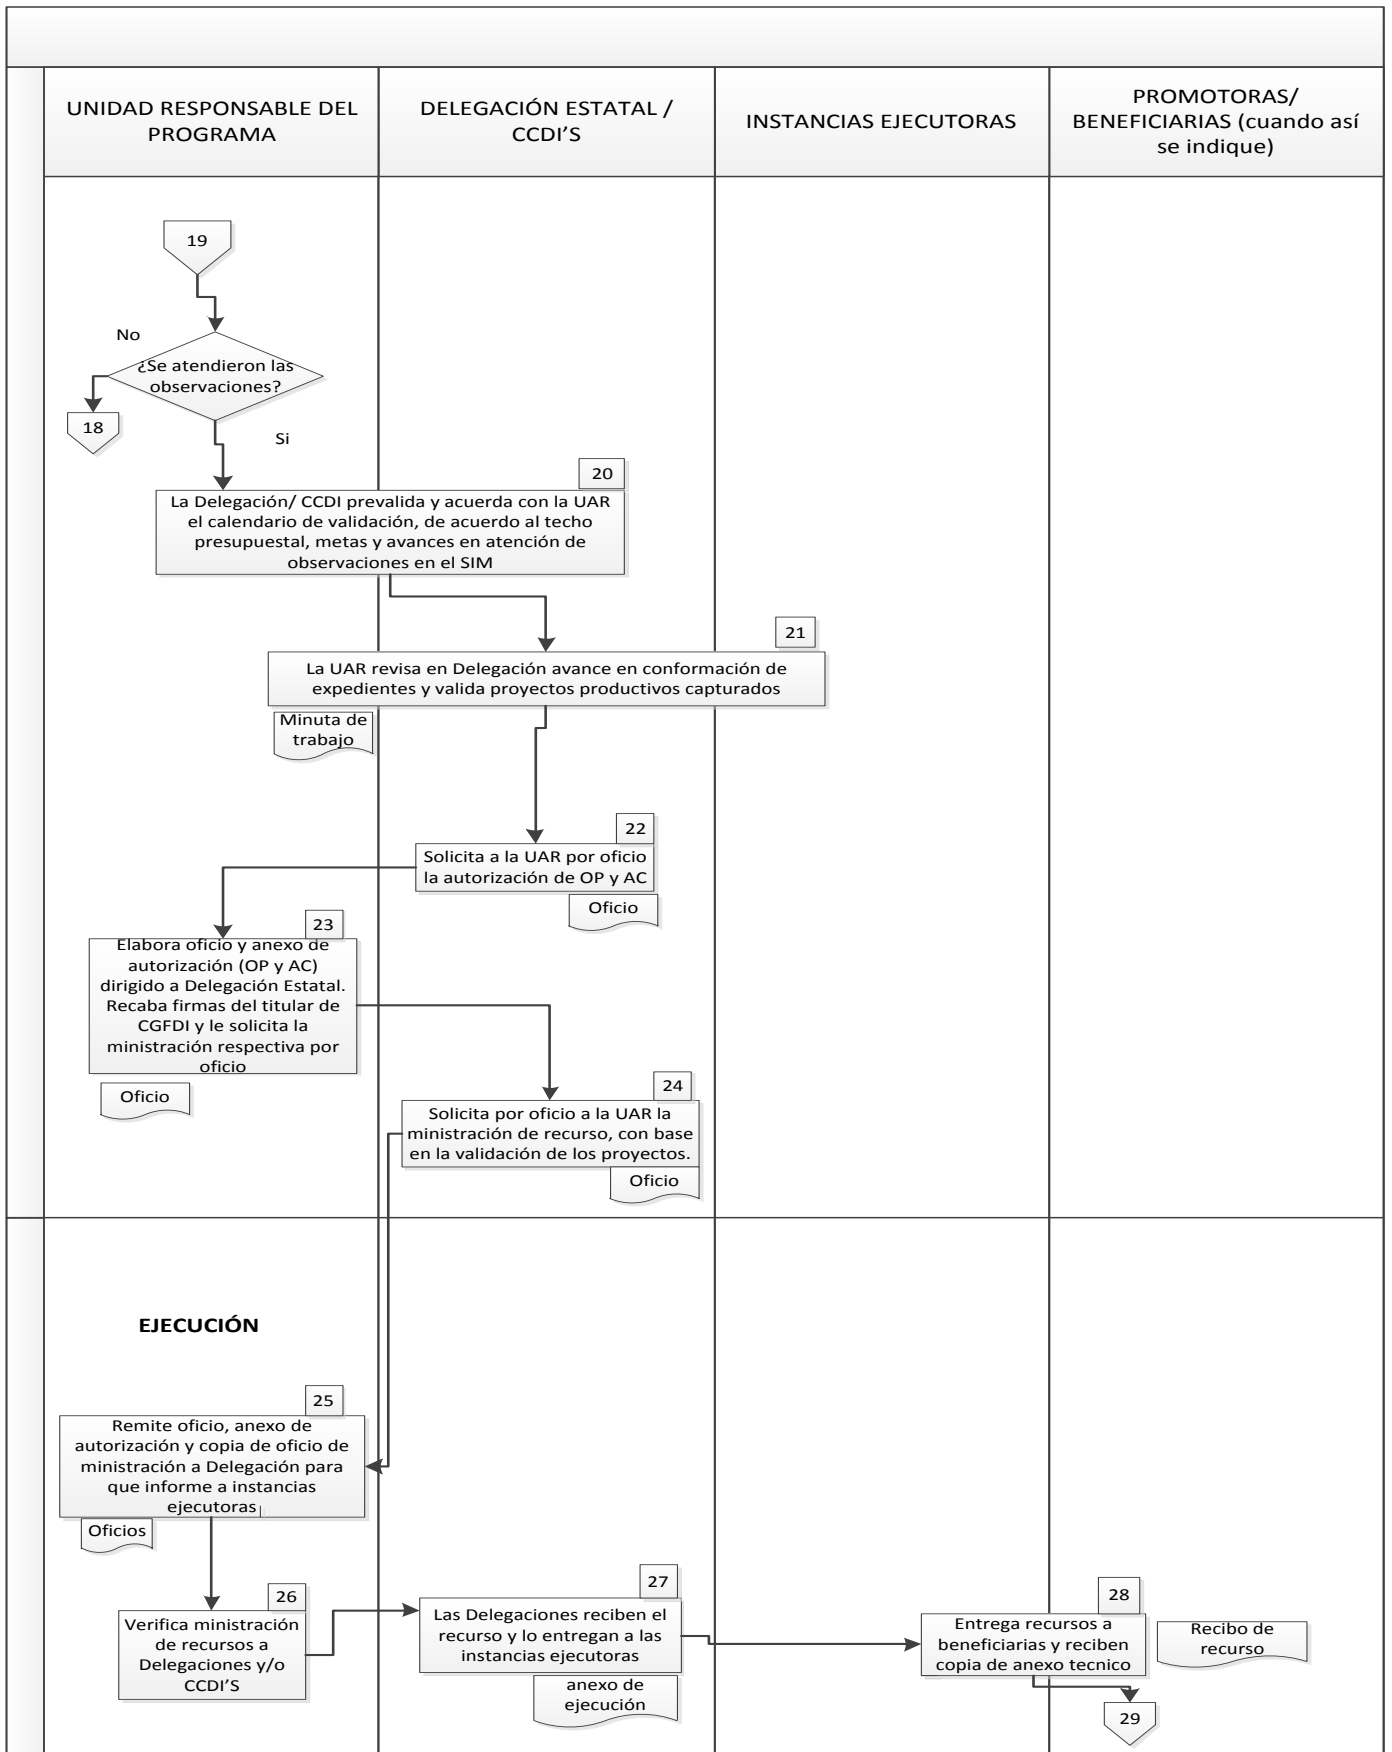 UNIDAD RESPONSABLE DEL
PROGRAMA
DELEGACIÓN ESTATAL /
CCDI’S
INSTANCIAS EJECUTORAS
PROMOTORAS/
BENEFICIARIAS (cuando así
se indique)
19
No
¿Se atendieron las
observaciones?
18
Si
20
La Delegación/ CCDI prevalida y acuerda con la UAR
el calendario de validación, de acuerdo al techo
presupuestal, metas y avances en atención de
observaciones en el SIM
21
La UAR revisa en Delegación avance en conformación de
expedientes y valida proyectos productivos capturados
Minuta de
trabajo
22
Solicita a la UAR por oficio
la autorización de OP y AC
Oficio
23
Elabora oficio y anexo de
autorización (OP y AC)
dirigido a Delegación Estatal.
Recaba firmas del titular de
CGFDI y le solicita la
ministración respectiva por
oficio
Oficio
24
Solicita por oficio a la UAR la
ministración de recurso, con base
en la validación de los proyectos.
Oficio
EJECUCIÓN
25
Remite oficio, anexo de
autorización y copia de oficio de
ministración a Delegación para
que informe a instancias
ejecutoras
Oficios
26
Verifica ministración
de recursos a
Delegaciones y/o
CCDI’S
27
Las Delegaciones reciben el
recurso y lo entregan a las
instancias ejecutoras
anexo de
ejecución
28
Entrega recursos a
beneficiarias y reciben
copia de anexo tecnico
Recibo de
recurso
29